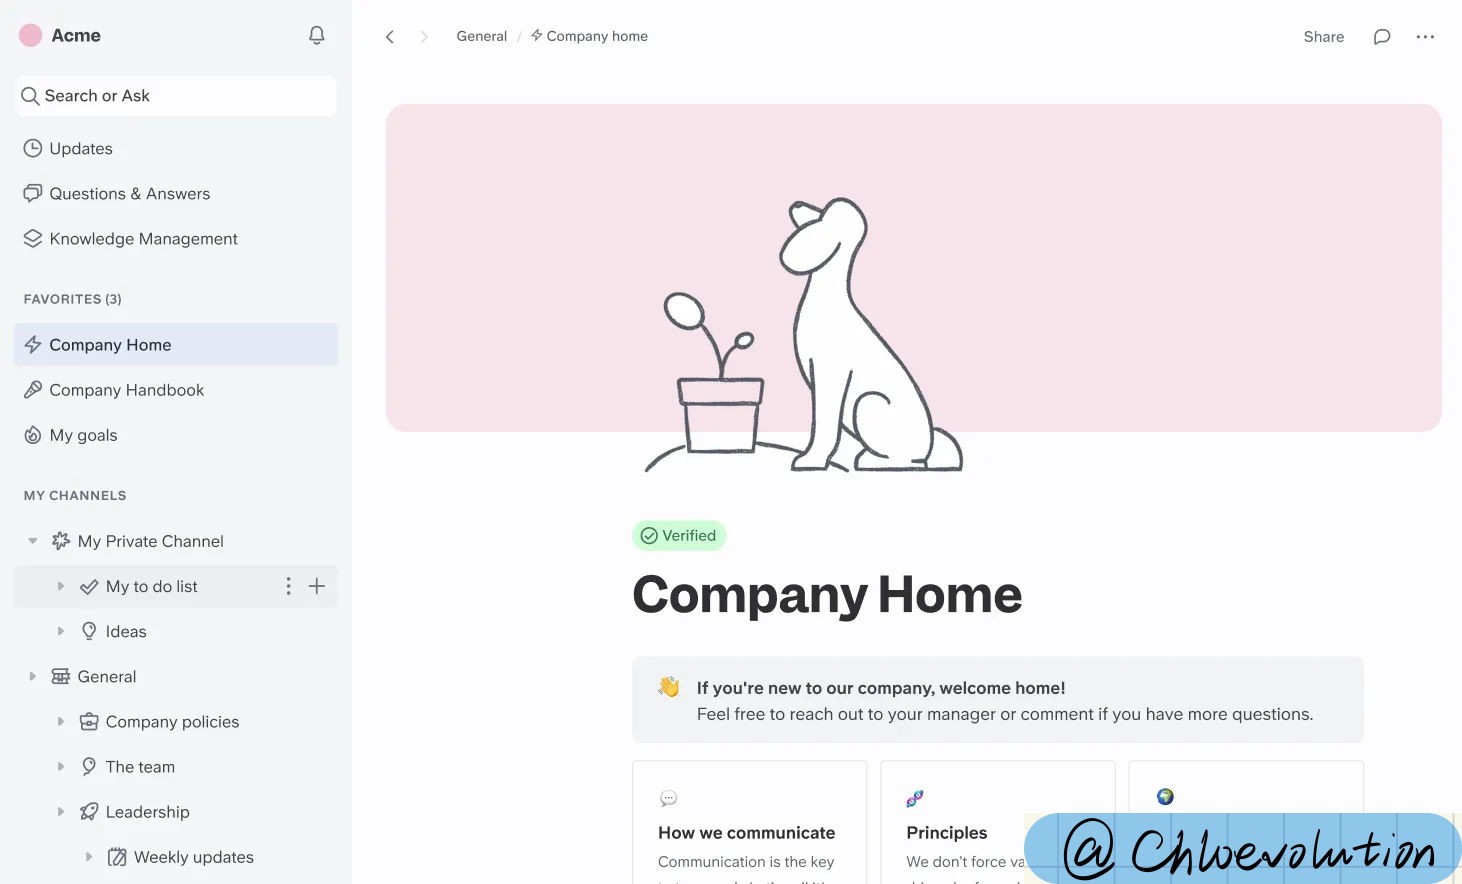 Acme
Search or Ask
Updates
Questions & Answers
Knowledge Management
FAVORITES (3)
Company Home
Company Handbook
My goals
MY CHANNELS
My Private Channel
My to do list
Ideas
General
Company policies
The team
Leadership
Weekly updates
General / Company home
Share
Verified
Company Home
If you're new to our company, welcome home!
Feel free to reach out to your manager or comment if you have more questions.
How we communicate
Communication is the key
Principles
We don't force
@Chloevolution